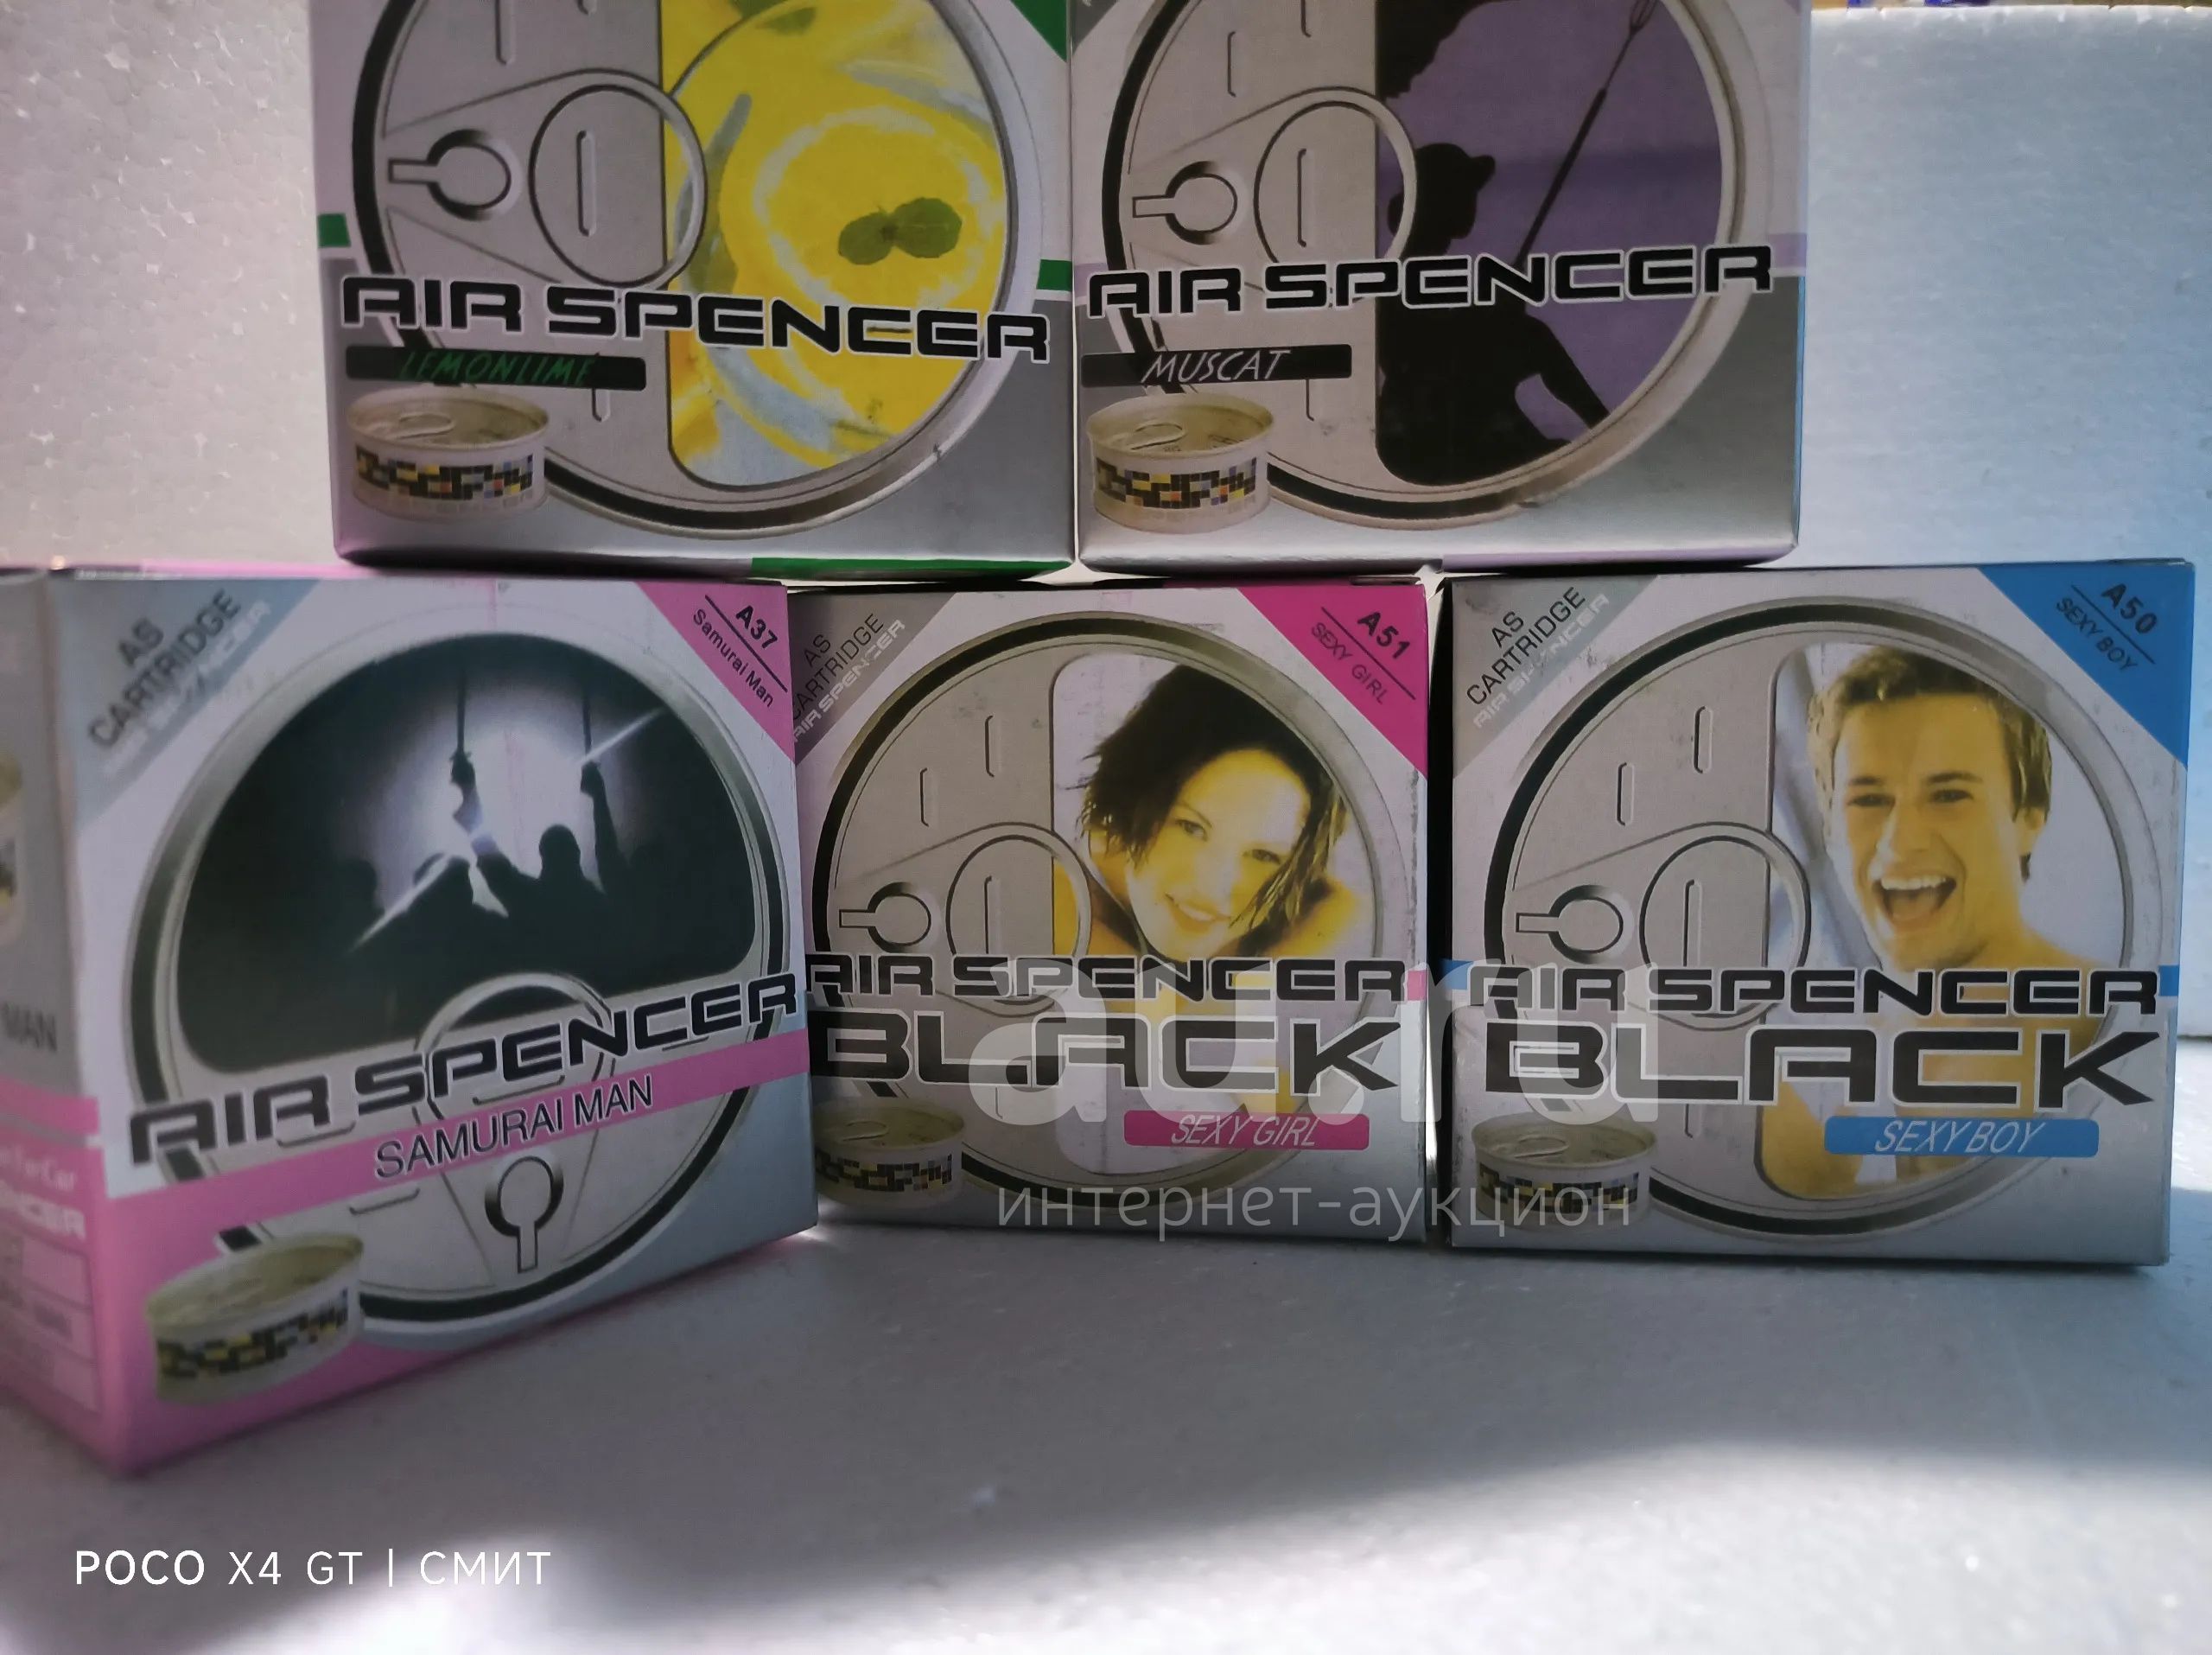 AIR SPENCER
LEMONLIME
AIR SPENCER
MUSCAT
AS
CARTRIDGE
A37
Samurai Man
AIR SPENCER
SAMURAI MAN
MAN
AS
CARTRIDGE
AIR SPENCER
A51
SEXY GIRL
AIR SPENCER
BLACK
SEXY GIRL
AS
CARTRIDGE
AIR SPENCER
A50
SEXY BOY
AIR SPENCER
BLACK
SEXY BOY
au.ru
интернет-аукцион
POCO X4 GT | СМИТ